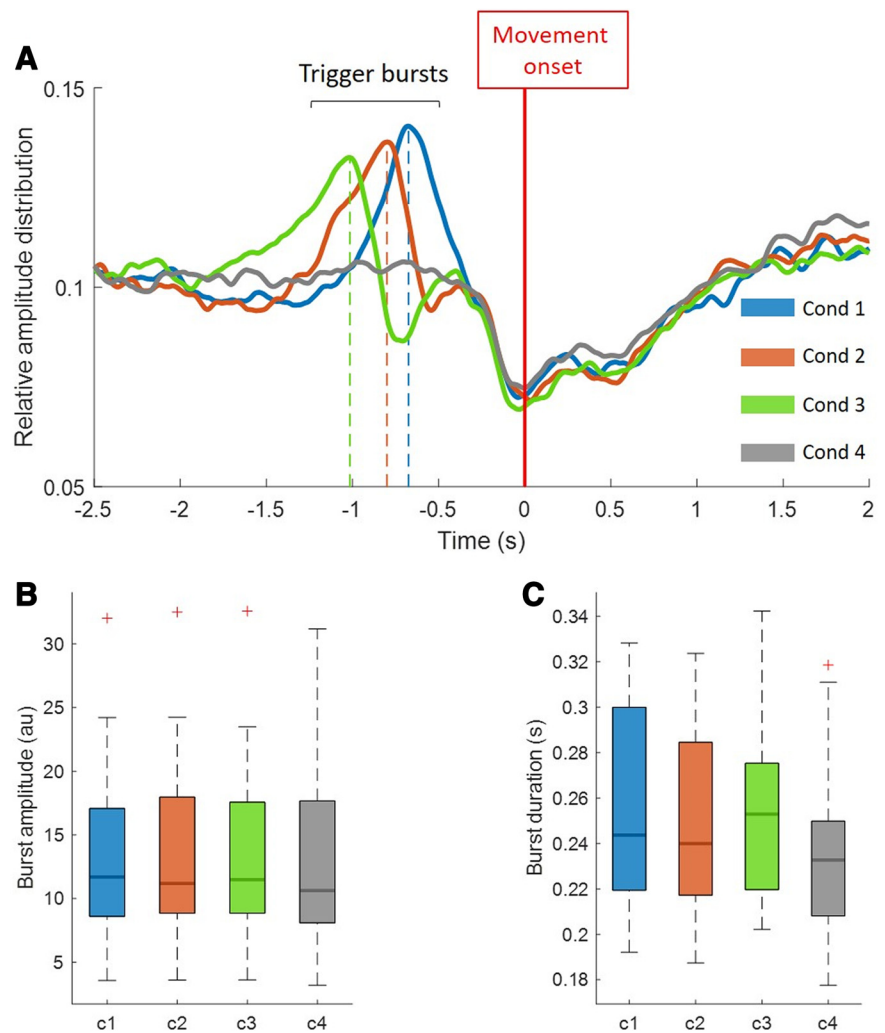 A
Movement
onset
Trigger bursts
0.15
0.1
0.05
Relative amplitude distribution
-2.5 -2 -1.5 -1 -0.5 0 0.5 1 1.5 2
Time (s)
Cond 1
Cond 2
Cond 3
Cond 4
B
Burst amplitude (au)
30
25
20
15
10
5
c1 c2 c3 c4
C
Burst duration (s)
0.34
0.32
0.3
0.28
0.26
0.24
0.22
0.2
0.18
c1 c2 c3 c4